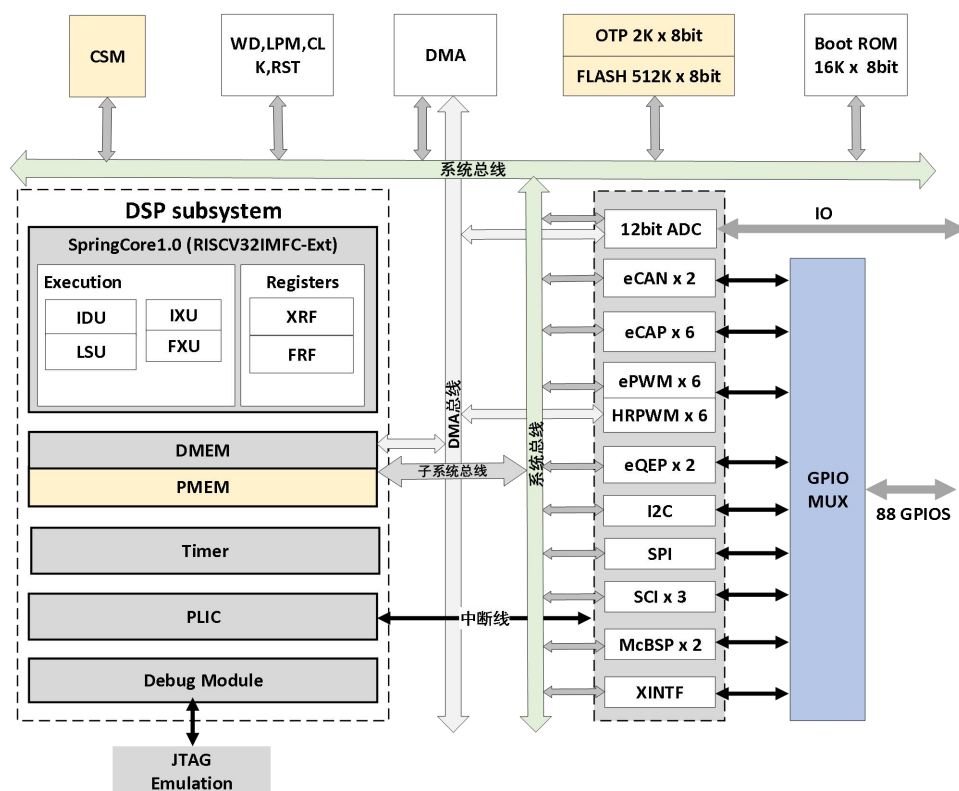 CSM
WD,LPM,CL
K,RST
DMA
OTP 2K x 8bit
FLASH 512K x 8bit
Boot ROM
16K x 8bit
系统总线
DSP subsystem
SpringCore1.0 (RISCV32IMFC-Ext)
Execution
IDU
LSU
IXU
FXU
Registers
XRF
FRF
DMEM
PMEM
Timer
PLIC
Debug Module
JTAG
Emulation
DMA总线
子系统总线
系统总线
中断线
12bit ADC
eCAN x 2
eCAP x 6
ePWM x 6
HRPWM x 6
eQEP x 2
I2C
SPI
SCI x 3
McBSP x 2
XINTF
IO
GPIO
MUX
88 GPIOS